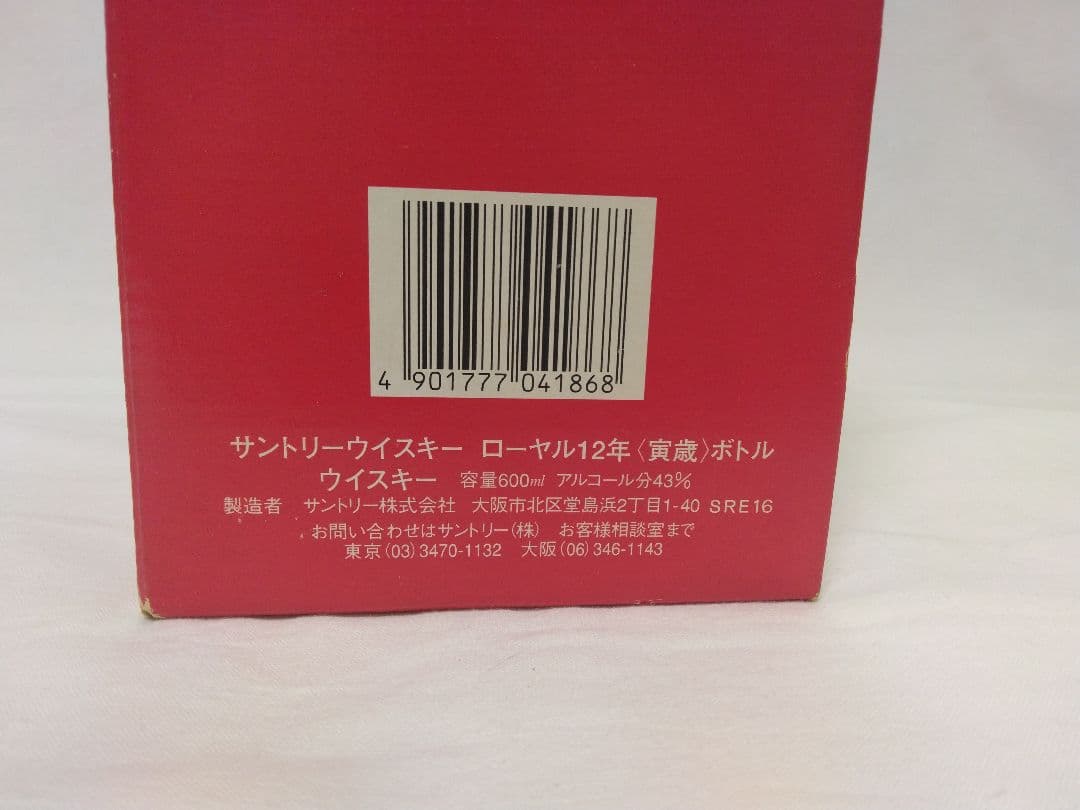 4 901777 041868
サントリーウイスキー ローヤル12年〈寅歳〉ボトル
ウイスキー 容量600㎖ アルコール分43%
製造者 サントリー株式会社 大阪市北区堂島浜2丁目1-40 SRE16
お問い合わせはサントリー(株) お客様相談室まで
東京(03)3470-1132 大阪(06)346-1143